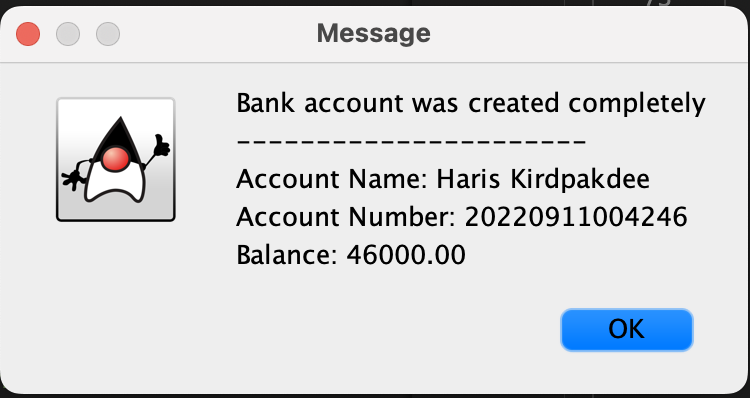 Message
Bank account was created completely
----------------------
Account Name: Haris Kirdpakdee
Account Number: 20220911004246
Balance: 46000.00
OK